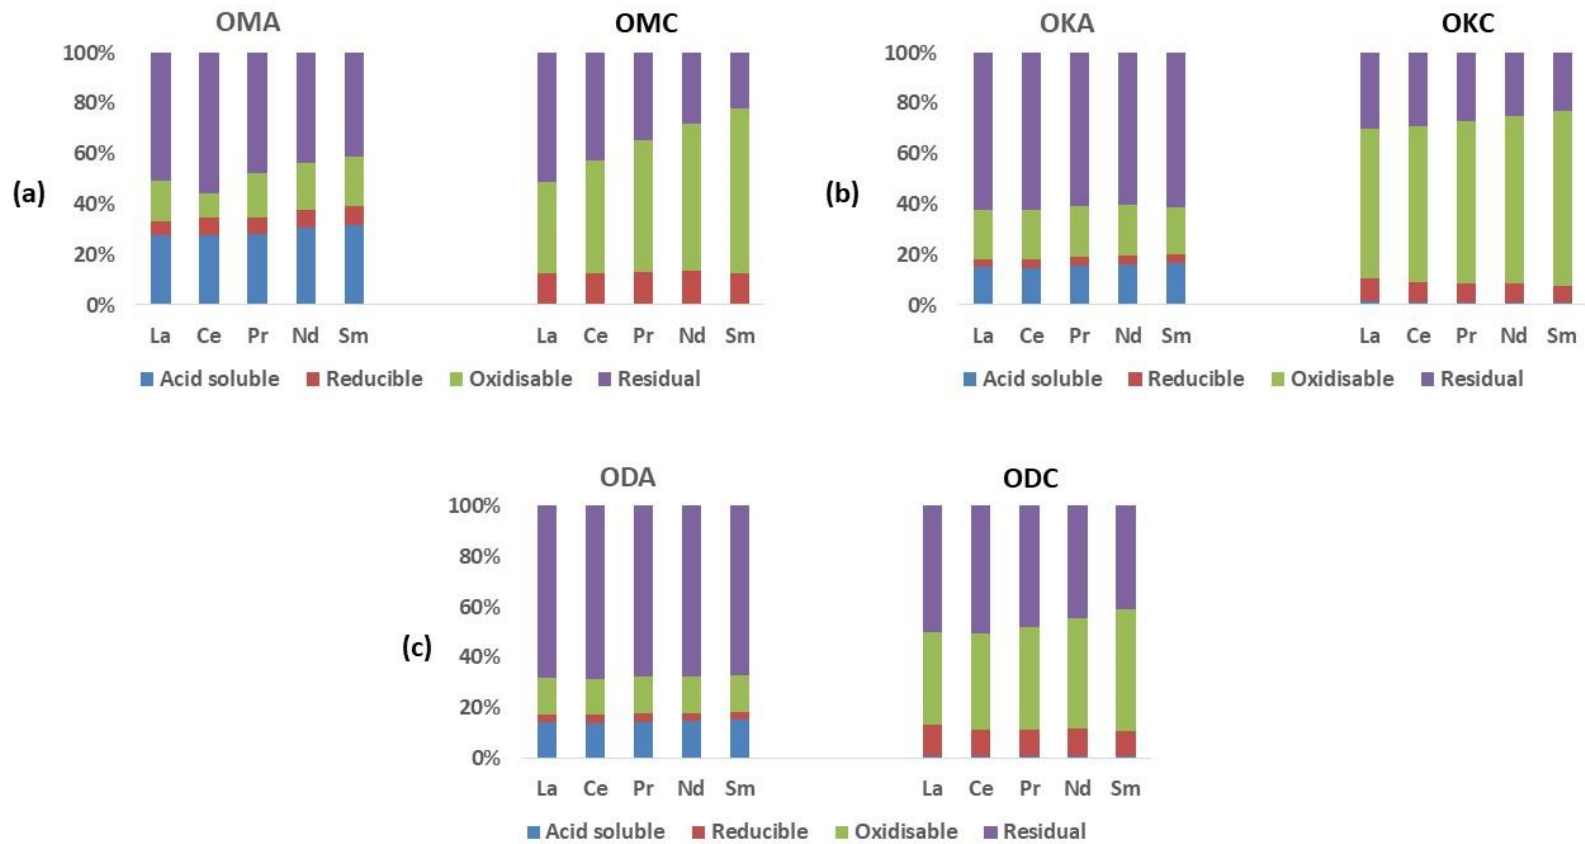 OMA
OMC
100%
80%
60%
40%
20%
0%
(a)
La Ce Pr Nd Sm
La Ce Pr Nd Sm
Acid soluble Reducible Oxidisable Residual
OKA
OKC
100%
80%
60%
40%
20%
0%
(b)
La Ce Pr Nd Sm
La Ce Pr Nd Sm
Acid soluble Reducible Oxidisable Residual
ODA
ODC
100%
80%
60%
40%
20%
0%
(c)
La Ce Pr Nd Sm
La Ce Pr Nd Sm
Acid soluble Reducible Oxidisable Residual